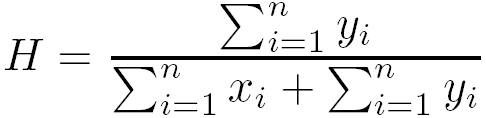 H = \frac{\sum_{i=1}^{n} y_i}{\sum_{i=1}^{n} x_i + \sum_{i=1}^{n} y_i}